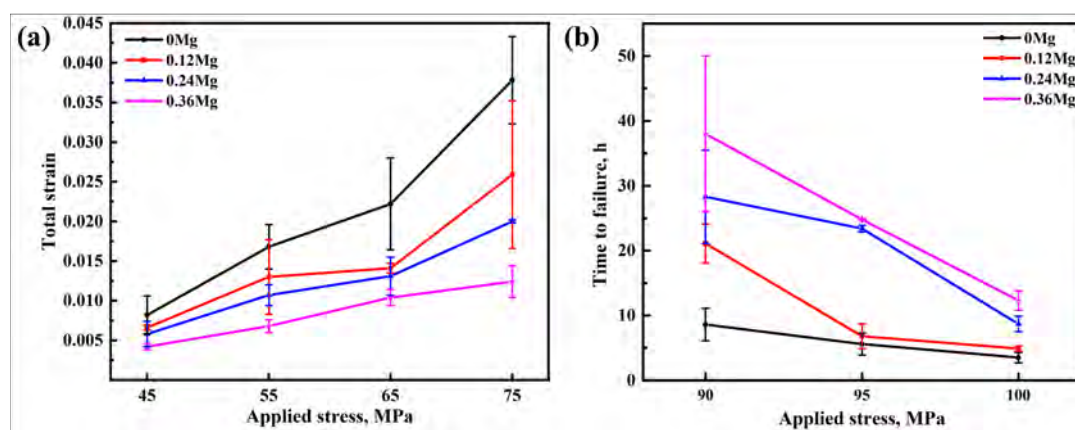 (a)
0Mg
0.12Mg
0.24Mg
0.36Mg
Total strain
0.045
0.040
0.035
0.030
0.025
0.020
0.015
0.010
0.005
45 55 65 75
Applied stress, MPa
(b)
0Mg
0.12Mg
0.24Mg
0.36Mg
Time to failure, h
50
40
30
20
10
0
90 95 100
Applied stress, MPa